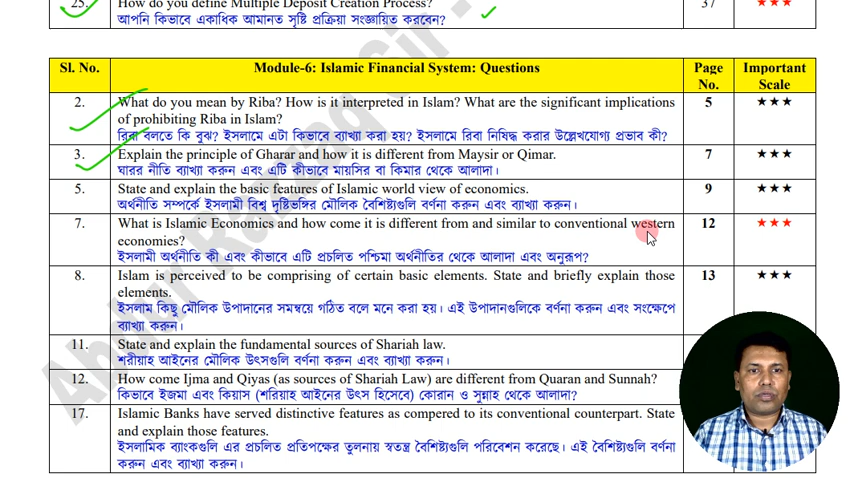 25. How do you define Multiple Deposit Creation Process? 37 ★★★
আপনি কিভাবে একাধিক আমানত সৃষ্টি প্রক্রিয়া সংজ্ঞায়িত করবেন?
Sl. No. Module-6: Islamic Financial System: Questions Page No. Important Scale
2. What do you mean by Riba? How is it interpreted in Islam? What are the significant implications 5 ★★★
of prohibiting Riba in Islam?
রিবা বলতে কি বুঝ? ইসলামে এটা কিভাবে ব্যাখ্যা করা হয়? ইসলামে রিবা নিষিদ্ধ করার উল্লেখযোগ্য প্রভাব কী?
3. Explain the principle of Gharar and how it is different from Maysir or Qimar. 7 ★★★
ঘারর নীতি ব্যাখ্যা করুন এবং এটি কীভাবে মায়সির বা কিমার থেকে আলাদা।
5. State and explain the basic features of Islamic world view of economics. 9 ★★★
অর্থনীতি সম্পর্কে ইসলামী বিশ্ব দৃষ্টিভঙ্গির মৌলিক বৈশিষ্ট্যগুলি বর্ণনা করুন এবং ব্যাখ্যা করুন।
7. What is Islamic Economics and how come it is different from and similar to conventional western 12 ★★★
economies?
ইসলামী অর্থনীতি কী এবং কীভাবে এটি প্রচলিত পশ্চিমা অর্থনীতির থেকে আলাদা এবং অনুরূপ?
8. Islam is perceived to be comprising of certain basic elements. State and briefly explain those 13 ★★★
elements.
ইসলাম কিছু মৌলিক উপাদানের সমন্বয়ে গঠিত বলে মনে করা হয়। এই উপাদানগুলিকে বর্ণনা করুন এবং সংক্ষেপে
ব্যাখ্যা করুন।
11. State and explain the fundamental sources of Shariah law.
শরীয়াহ আইনের মৌলিক উৎসগুলি বর্ণনা করুন এবং ব্যাখ্যা করুন।
12. How come Ijma and Qiyas (as sources of Shariah Law) are different from Quaran and Sunnah?
কিভাবে ইজমা এবং কিয়াস (শরিয়াহ আইনের উৎস হিসেবে) কোরান ও সুন্নাহ থেকে আলাদা?
17. Islamic Banks have served distinctive features as compered to its conventional counterpart. State
and explain those features.
ইসলামিক ব্যাংকগুলি এর প্রচলিত প্রতিপক্ষের তুলনায় স্বতন্ত্র বৈশিষ্ট্যগুলি পরিবেশন করেছে। এই বৈশিষ্ট্যগুলি বর্ণনা
করুন এবং ব্যাখ্যা করুন।
Abdur Razzaq Sir